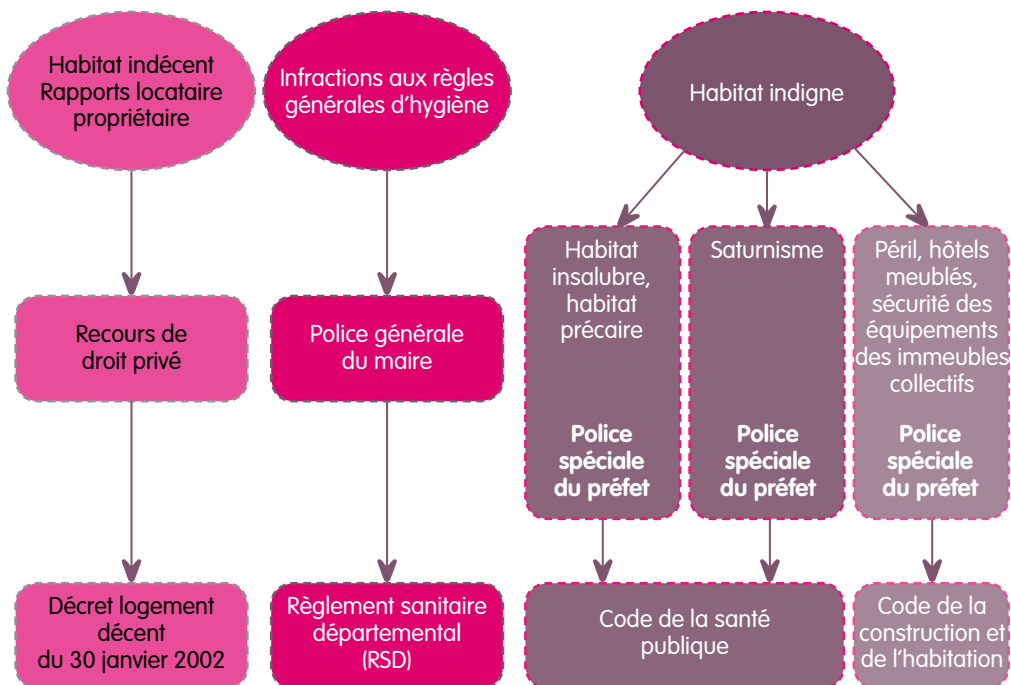 Habitat indécent
Rapports locataire
propriétaire
Infractions aux règles
générales d'hygiène
Habitat indigne
Recours de
droit privé
Police générale
du maire
Habitat
insalubre,
habitat
précaire
Police
spéciale
du préfet
Saturnisme
Police
spéciale
du préfet
Péril, hôtels
meublés,
sécurité des
équipements
des immeubles
collectifs
Police
spéciale
du préfet
Décret logement
décent
du 30 janvier 2002
Règlement sanitaire
départemental
(RSD)
Code de la santé
publique
Code de la
construction et
de l'habitation